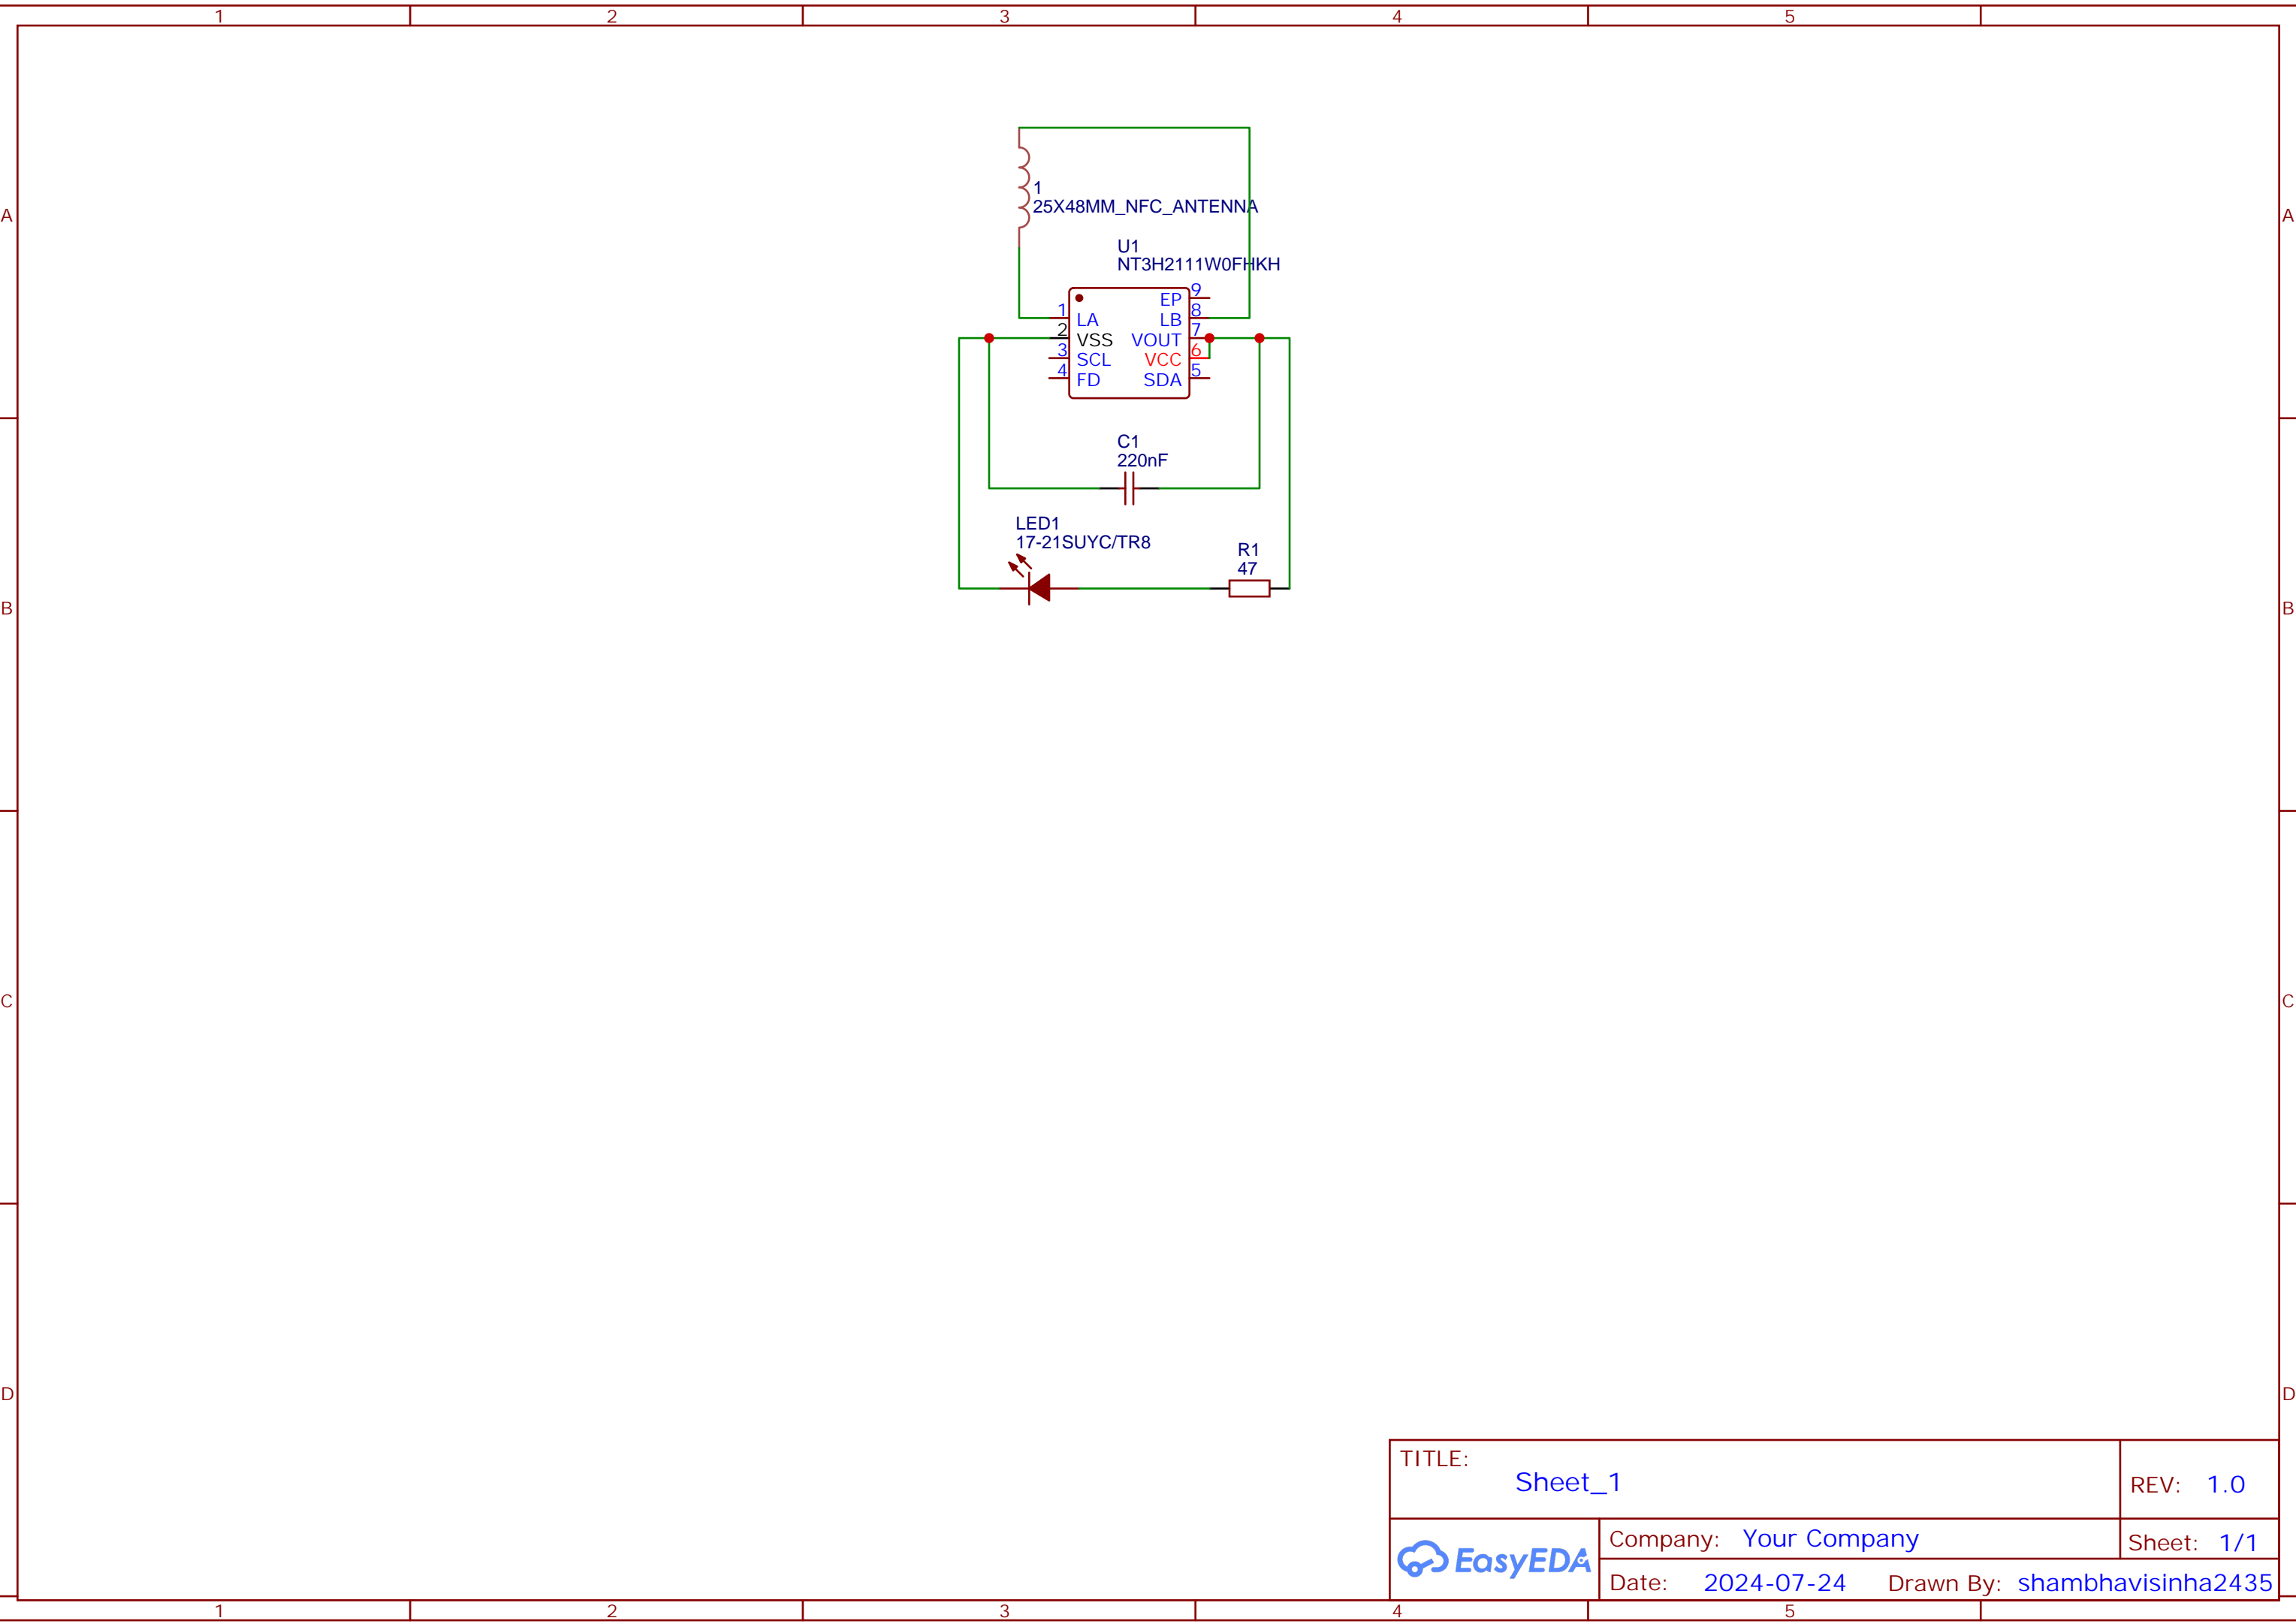 1 2 3 4 5
A A
1
25X48MM_NFC_ANTENNA
U1
NT3H2111W0FHKH
EP 9
1 LA LB 8
2 VSS VOUT 7
3 SCL VCC 6
4 FD SDA 5
C1
220nF
LED1
17-21SUYC/TR8
R1
47
B B
C C
D D
TITLE:
Sheet_1
REV: 1.0
EasyEDA
Company: Your Company
Sheet: 1/1
Date: 2024-07-24 Drawn By: shambhavisinha2435
1 2 3 4 5